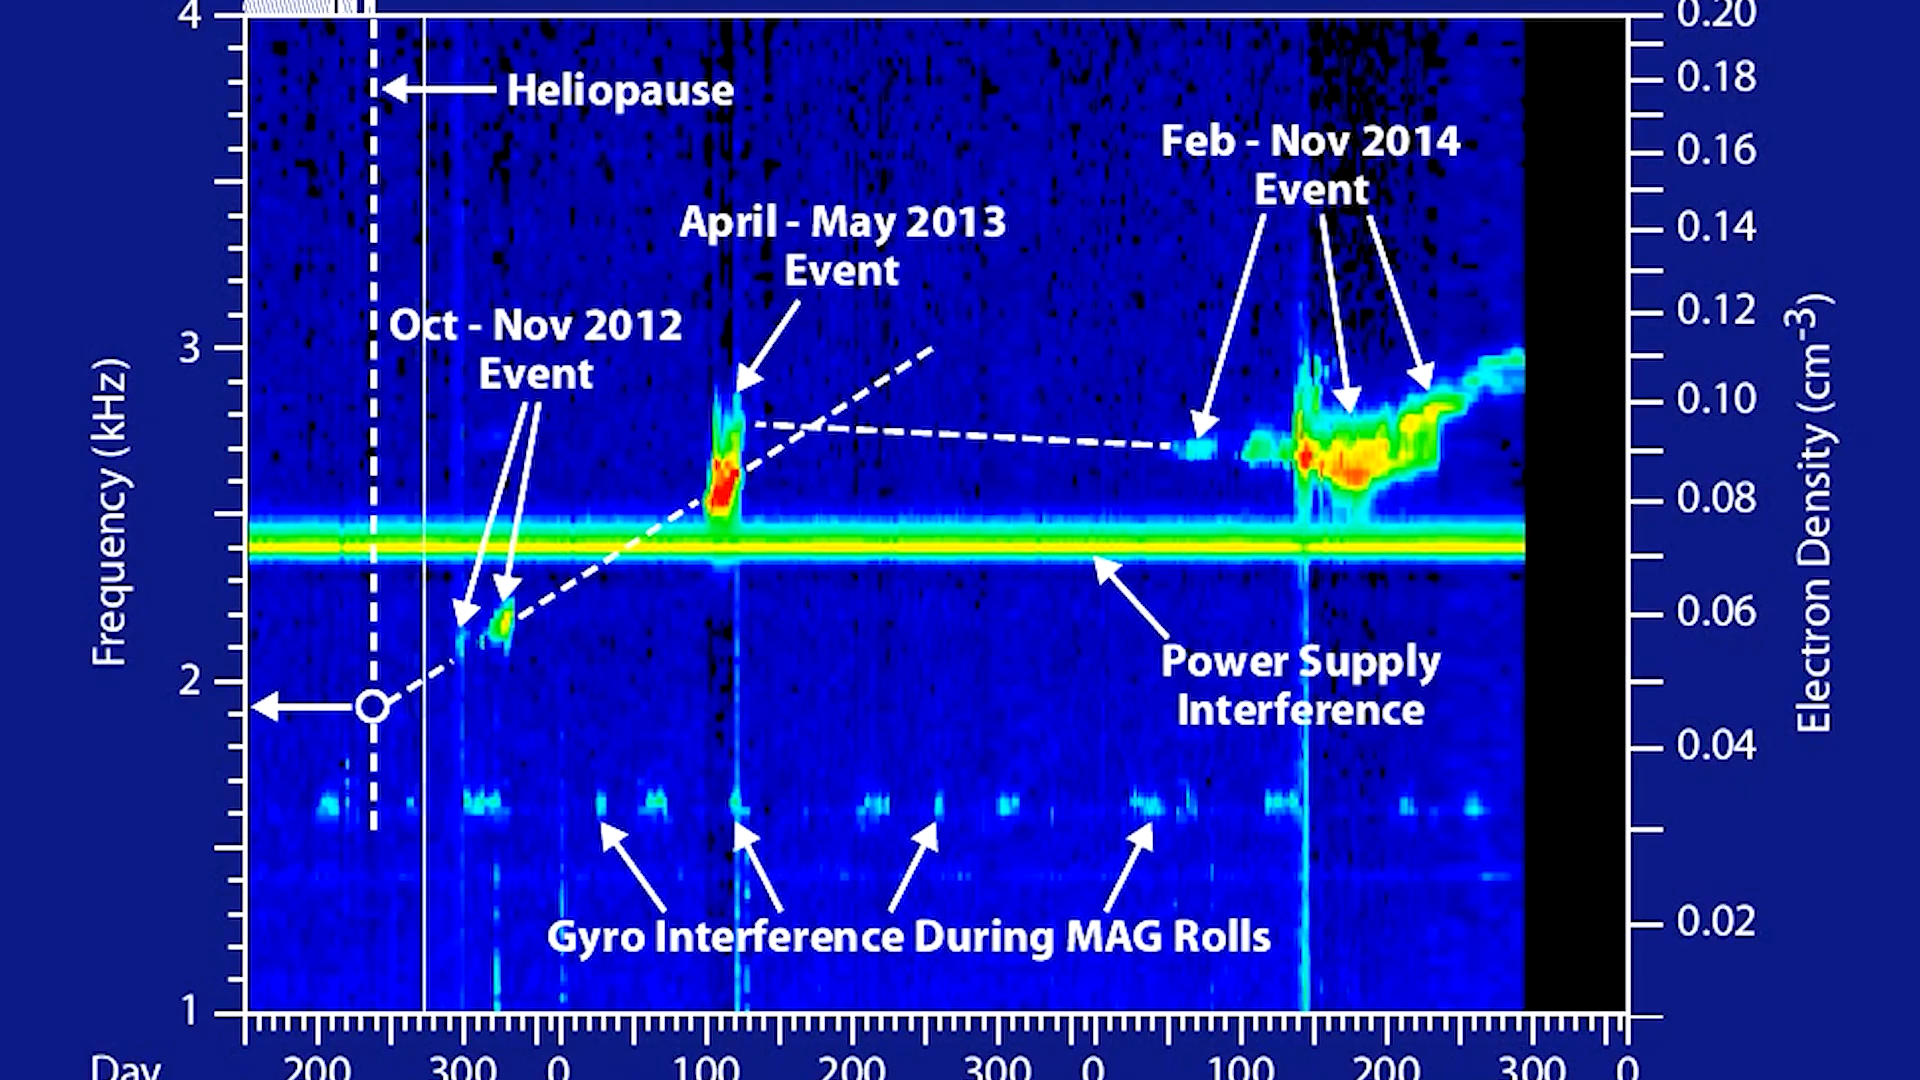 4
0.20
Heliopause
0.18
Feb - Nov 2014
Event
0.16
April - May 2013
Event
0.14
Oct - Nov 2012
Event
0.12
3
0.10
Frequency (kHz)
Electron Density (cm-3)
0.08
0.06
2
Power Supply
Interference
0.04
Gyro Interference During MAG Rolls
0.02
1
Day 200 300 0 100 200 300 0 100 200 300 0